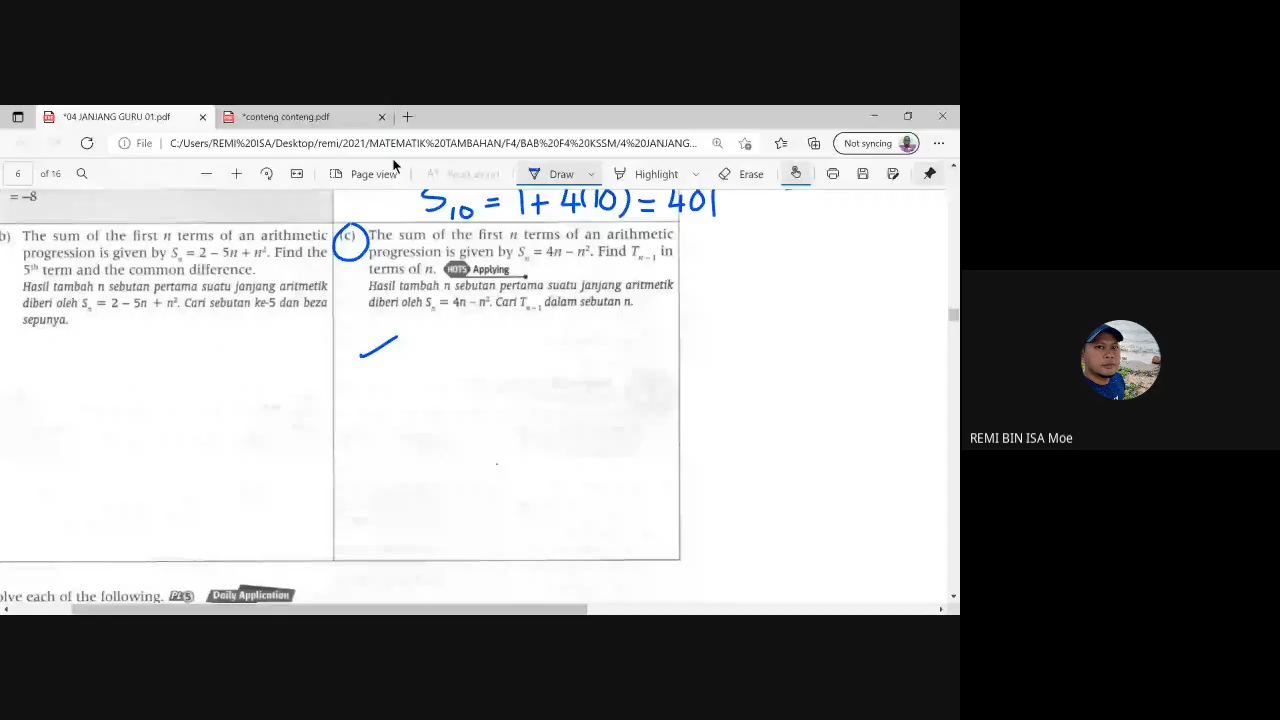 *04 JANJANG GURU 01.pdf
*conteng conteng.pdf
File
C:/Users/REMI%20ISA/Desktop/remi/2021/MATEMATIK%20TAMBAHAN/F4/BAB%20F4%20KSSM/4%20JANJANG...
Not syncing
6 of 16
Page view
Read aloud
Draw
Highlight
Erase
= –8
S₁₀ = 1 + 4(10) = 401
b) The sum of the first n terms of an arithmetic
progression is given by Sₙ = 2 – 5n + n². Find the
5ᵗʰ term and the common difference.
Hasil tambah n sebutan pertama suatu janjang aritmetik
diberi oleh Sₙ = 2 – 5n + n². Cari sebutan ke-5 dan beza
sepunya.
(c) The sum of the first n terms of an arithmetic
progression is given by Sₙ = 4n – n². Find Tₙ₋₁ in
terms of n. HOTS Applying
Hasil tambah n sebutan pertama suatu janjang aritmetik
diberi oleh Sₙ = 4n – n². Cari Tₙ₋₁ dalam sebutan n.
olve each of the following. PL5 Daily Application
REMI BIN ISA Moe